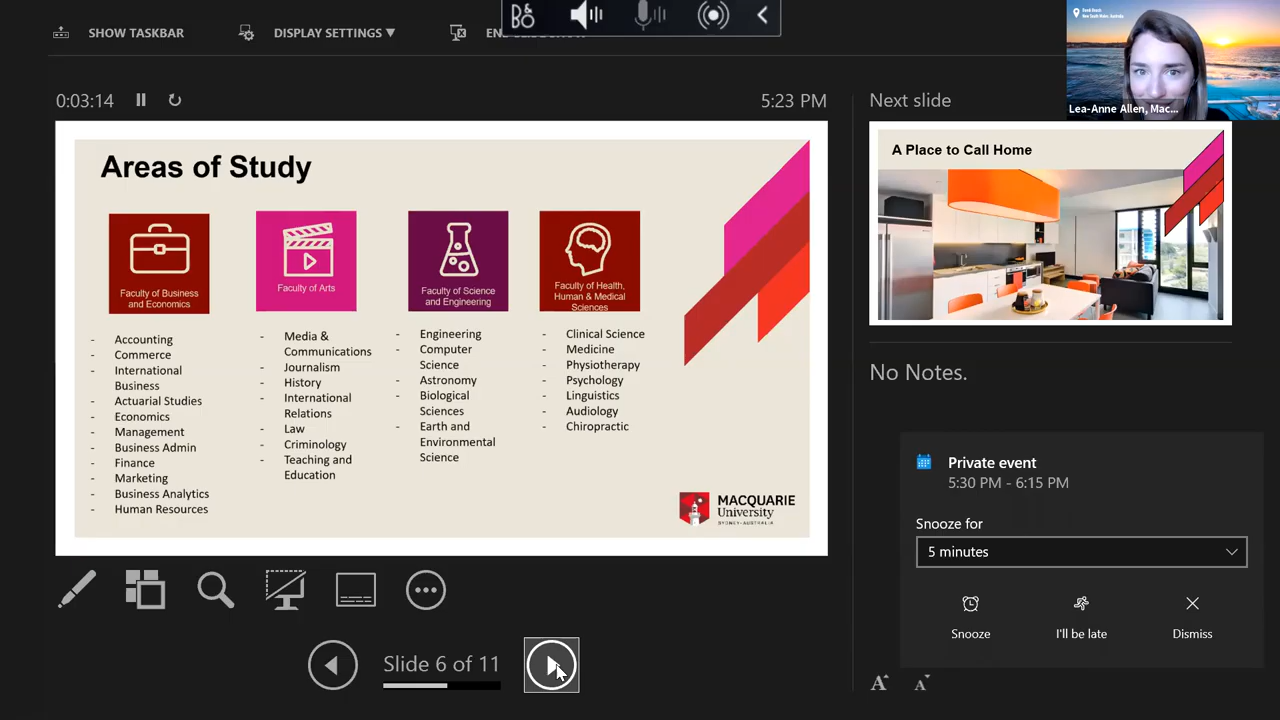 SHOW TASKBAR
DISPLAY SETTINGS ▼
0:03:14
5:23 PM
Areas of Study
Faculty of Business
and Economics
Faculty of Arts
Faculty of Science
and Engineering
Faculty of Health,
Human & Medical
Sciences
- Accounting
- Commerce
- International
Business
- Actuarial Studies
- Economics
- Management
- Business Admin
- Finance
- Marketing
- Business Analytics
- Human Resources
- Media &
Communications
- Journalism
- History
- International
Relations
- Law
- Criminology
- Teaching and
Education
- Engineering
- Computer
Science
- Astronomy
- Biological
Sciences
- Earth and
Environmental
Science
- Clinical Science
- Medicine
- Physiotherapy
- Psychology
- Linguistics
- Audiology
- Chiropractic
MACQUARIE
University
SYDNEY·AUSTRALIA
Slide 6 of 11
Next slide
A Place to Call Home
Lea-Anne Allen, Mac...
No Notes.
Private event
5:30 PM - 6:15 PM
Snooze for
5 minutes
Snooze
I'll be late
Dismiss
A A